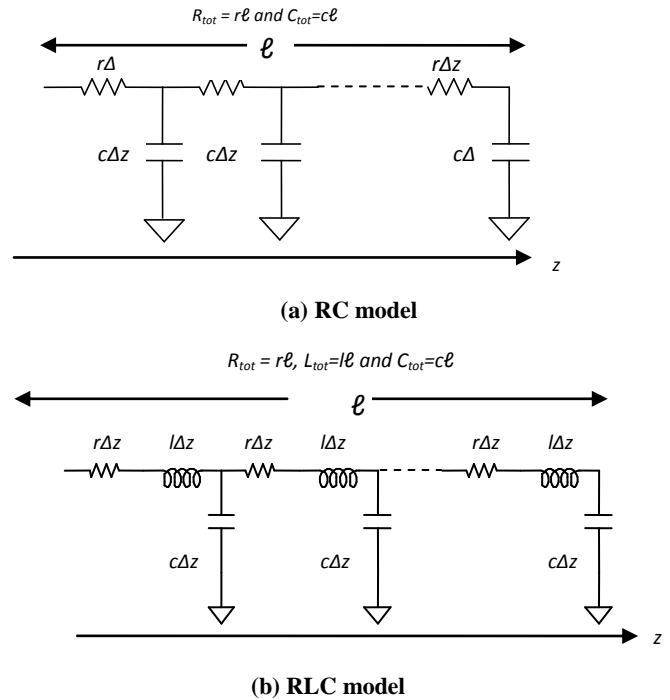 R_tot = rℓ and C_tot=cℓ
ℓ
rΔ rΔz
cΔz cΔz cΔ
z
(a) RC model
R_tot = rℓ, L_tot=lℓ and C_tot=cℓ
ℓ
rΔz lΔz rΔz lΔz rΔz lΔz
cΔz cΔz cΔz
z
(b) RLC model